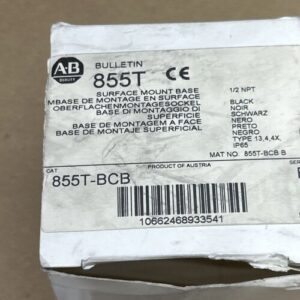 A-B
QUALITY
BULLETIN
855T CE
SURFACE MOUNT BASE
MBASE DE MONTAGE EN SURFACE
OBERFLACHENMONTAGESOCKEL
BASE DI MONTAGGIO DI
SUPERFICIE
BASE DE MONTAGEM A FACE
BASE DE MONTAJE SUPERFICIAL
1/2 NPT
BLACK
NOIR
SCHWARZ
NERO
PRETO
NEGRO
TYPE 13,4,4X,
IP65
MAT NO: 855T-BCB B
CAT
PRODUCT OF AUSTRIA
855T-BCB
10662468933541